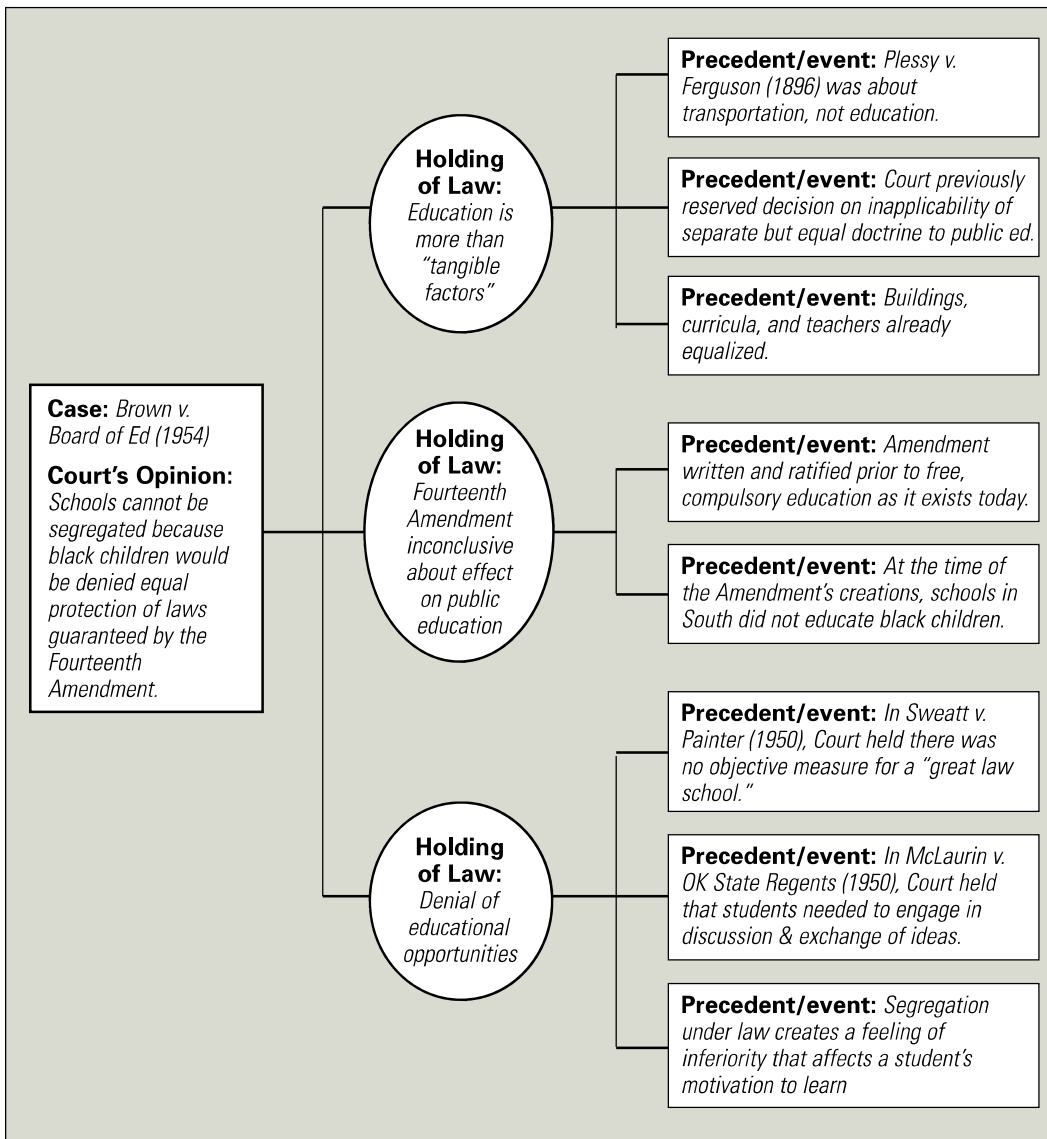 Case: Brown v.
Board of Ed (1954)
Court's Opinion:
Schools cannot be
segregated because
black children would
be denied equal
protection of laws
guaranteed by the
Fourteenth
Amendment.
Holding
of Law:
Education is
more than
“tangible
factors”
Precedent/event: Plessy v.
Ferguson (1896) was about
transportation, not education.
Precedent/event: Court previously
reserved decision on inapplicability of
separate but equal doctrine to public ed.
Precedent/event: Buildings,
curricula, and teachers already
equalized.
Holding
of Law:
Fourteenth
Amendment
inconclusive
about effect
on public
education
Precedent/event: Amendment
written and ratified prior to free,
compulsory education as it exists today.
Precedent/event: At the time of
the Amendment's creations, schools in
South did not educate black children.
Holding
of Law:
Denial of
educational
opportunities
Precedent/event: In Sweatt v.
Painter (1950), Court held there was
no objective measure for a “great law
school.”
Precedent/event: In McLaurin v.
OK State Regents (1950), Court held
that students needed to engage in
discussion & exchange of ideas.
Precedent/event: Segregation
under law creates a feeling of
inferiority that affects a student's
motivation to learn